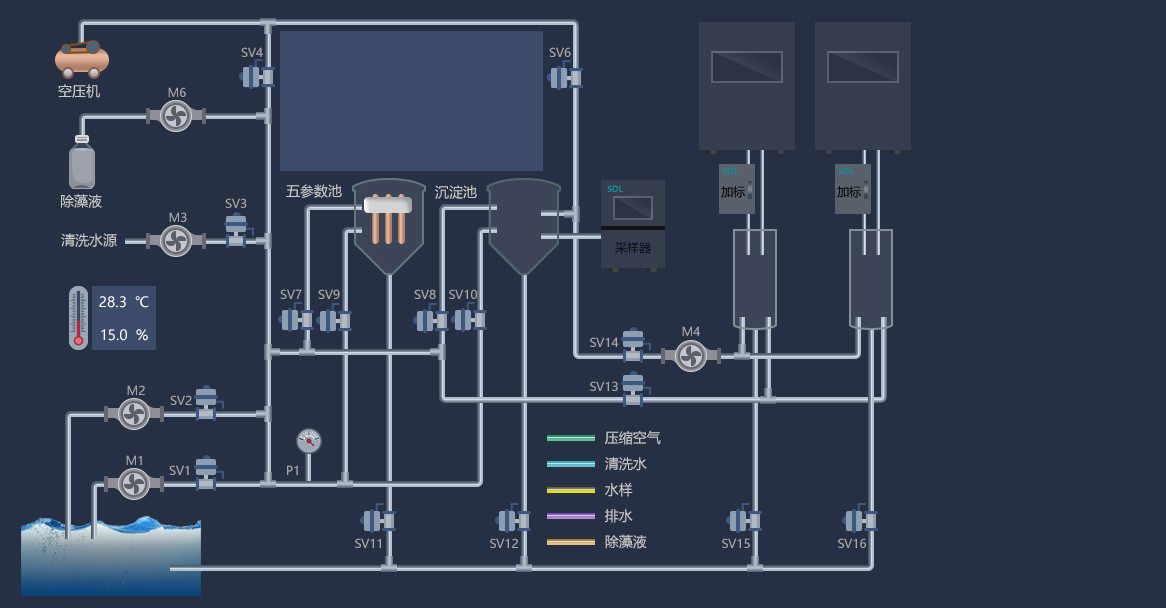 SV4
SV6
空压机
M6
SDL
SDL
加标
加标
五参数池
沉淀池
SDL
除藻液
SV3
M3
清洗水源
采样器
28.3 ℃
15.0 %
SV7
SV9
SV8
SV10
M4
SV14
SV13
M2
SV2
M1
SV1
P1
压缩空气
清洗水
水样
排水
除藻液
SV11
SV12
SV15
SV16